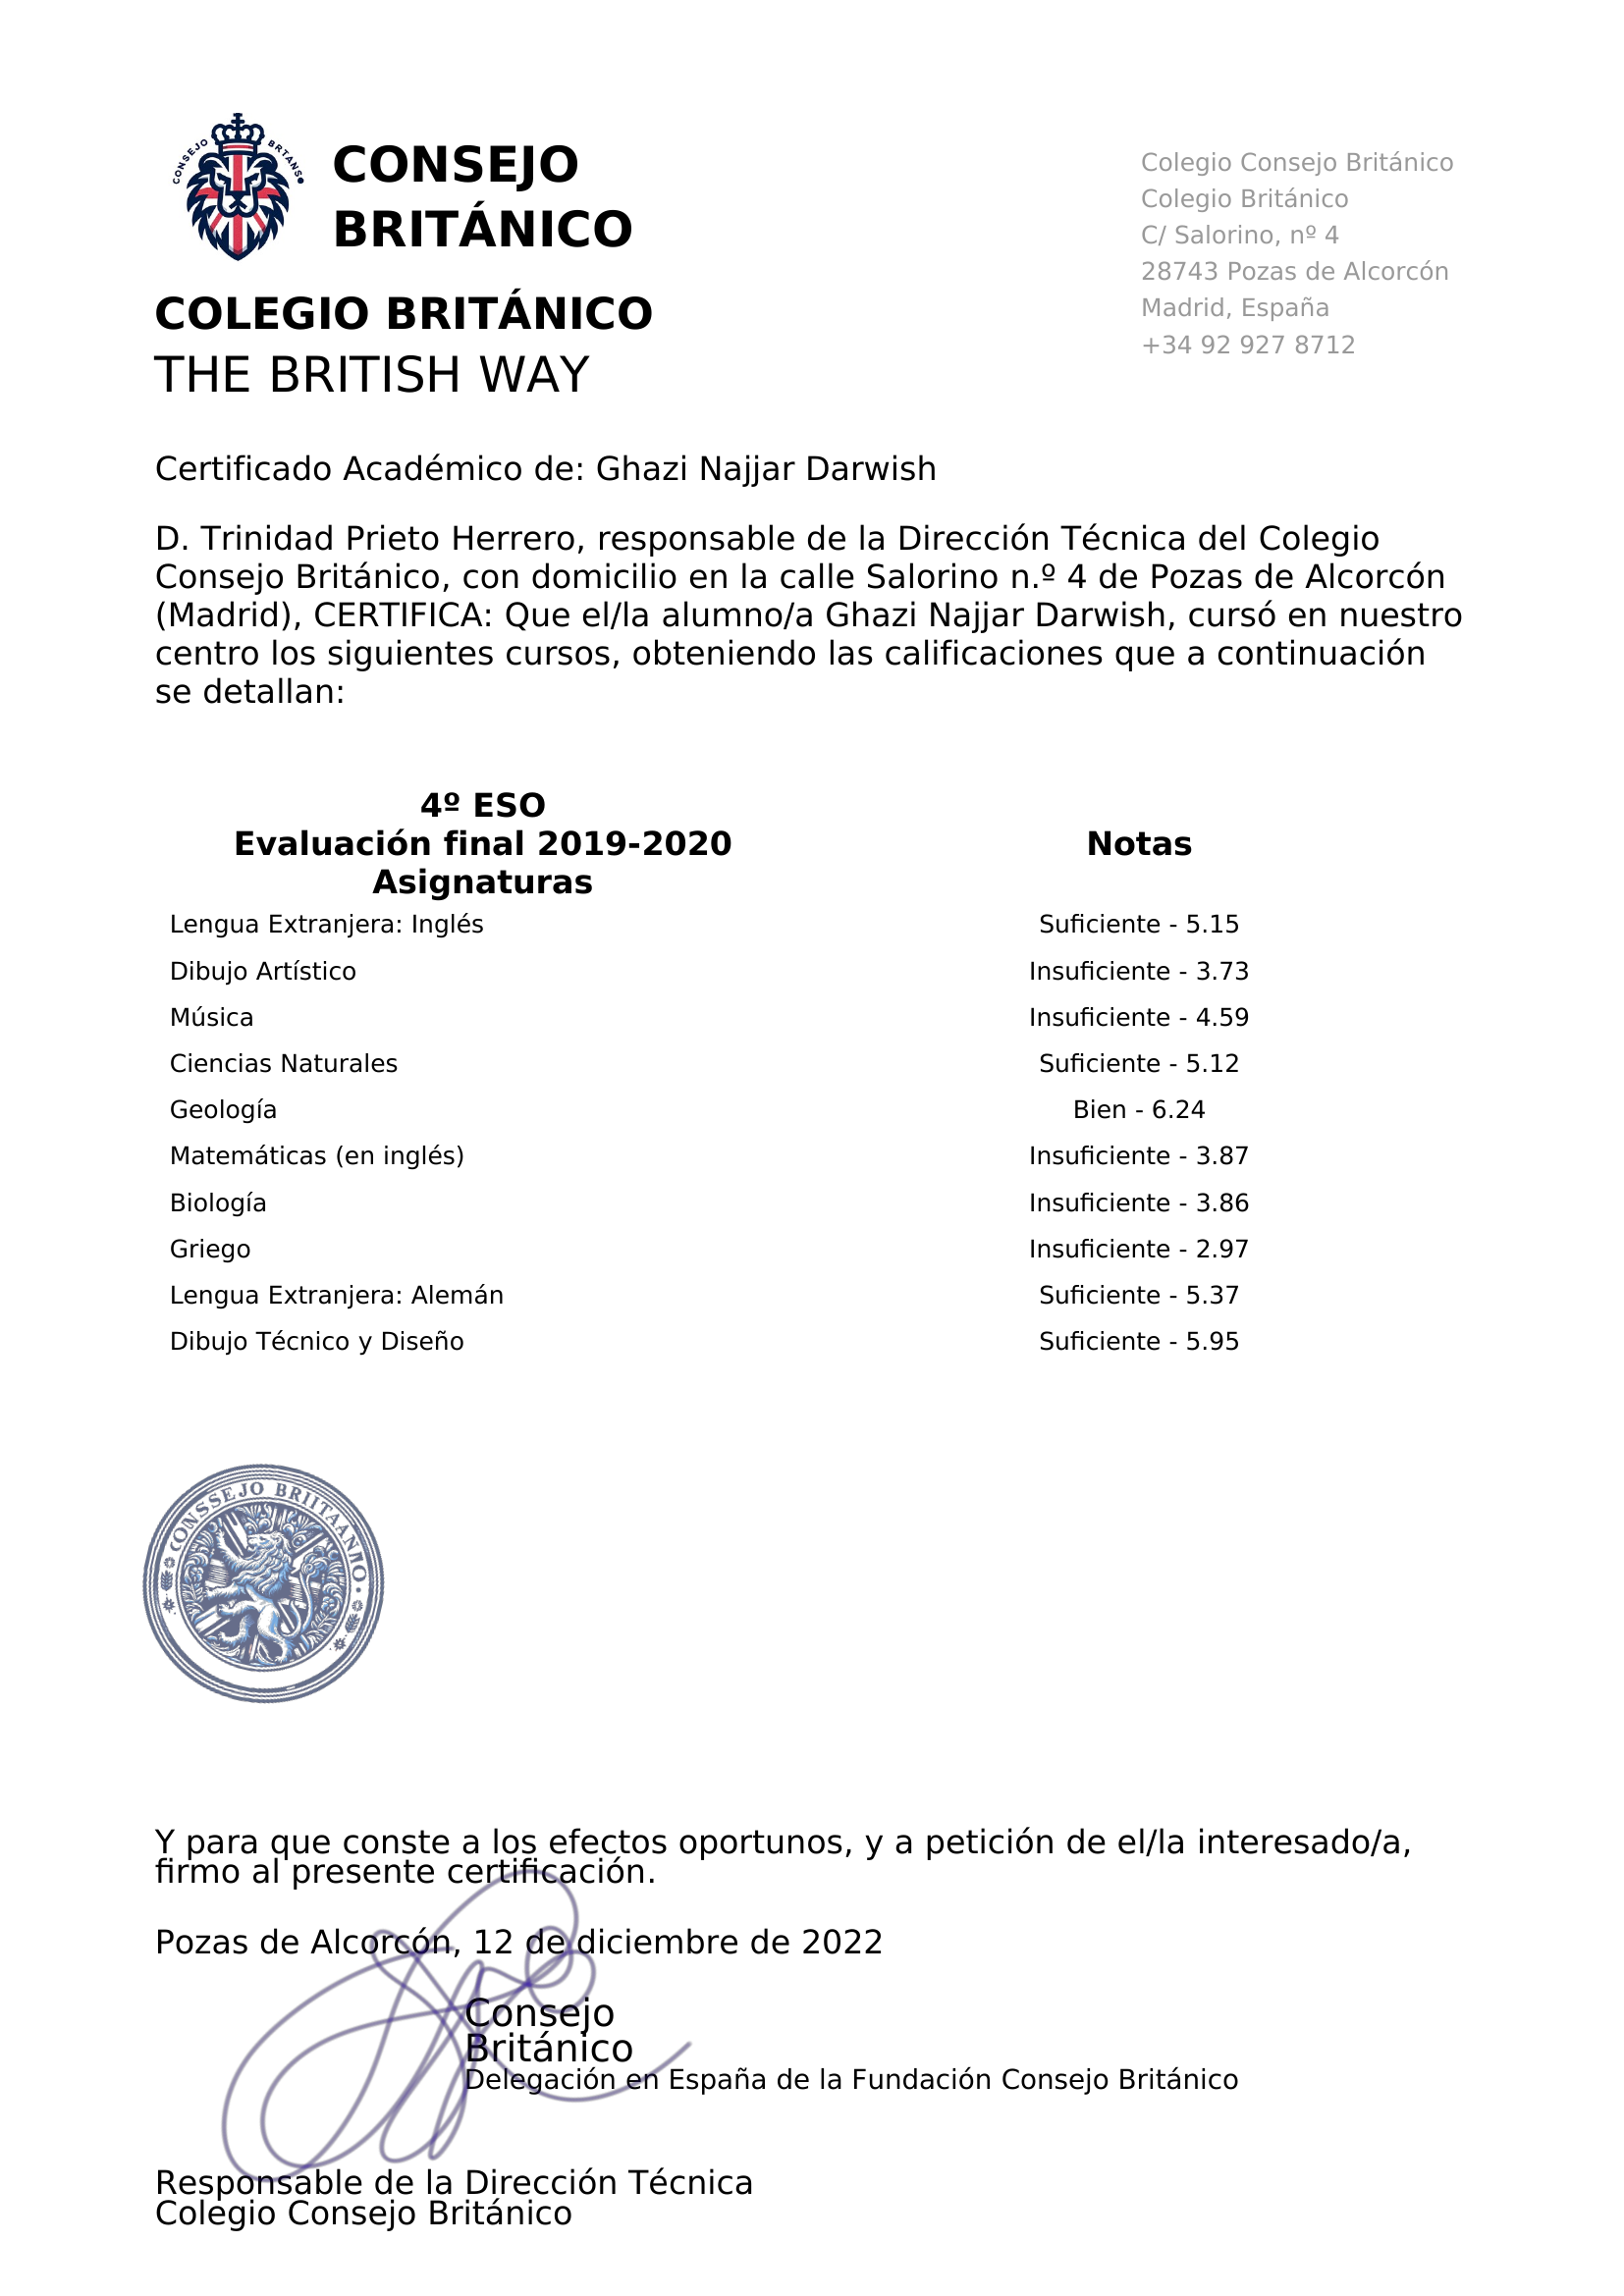 CONSEJO BRTANS
CONSEJO
BRITÁNICO
COLEGIO BRITÁNICO
THE BRITISH WAY
Colegio Consejo Británico
Colegio Británico
C/ Salorino, nº 4
28743 Pozas de Alcorcón
Madrid, España
+34 92 927 8712
Certificado Académico de: Ghazi Najjar Darwish
D. Trinidad Prieto Herrero, responsable de la Dirección Técnica del Colegio
Consejo Británico, con domicilio en la calle Salorino n.º 4 de Pozas de Alcorcón
(Madrid), CERTIFICA: Que el/la alumno/a Ghazi Najjar Darwish, cursó en nuestro
centro los siguientes cursos, obteniendo las calificaciones que a continuación
se detallan:
4º ESO
Evaluación final 2019-2020 Notas
Asignaturas
Lengua Extranjera: Inglés Suficiente - 5.15
Dibujo Artístico Insuficiente - 3.73
Música Insuficiente - 4.59
Ciencias Naturales Suficiente - 5.12
Geología Bien - 6.24
Matemáticas (en inglés) Insuficiente - 3.87
Biología Insuficiente - 3.86
Griego Insuficiente - 2.97
Lengua Extranjera: Alemán Suficiente - 5.37
Dibujo Técnico y Diseño Suficiente - 5.95
CONSSEJO BRIITAANNO
Y para que conste a los efectos oportunos, y a petición de el/la interesado/a,
firmo al presente certificación.
Pozas de Alcorcón, 12 de diciembre de 2022
Consejo
Británico
Delegación en España de la Fundación Consejo Británico
Responsable de la Dirección Técnica
Colegio Consejo Británico